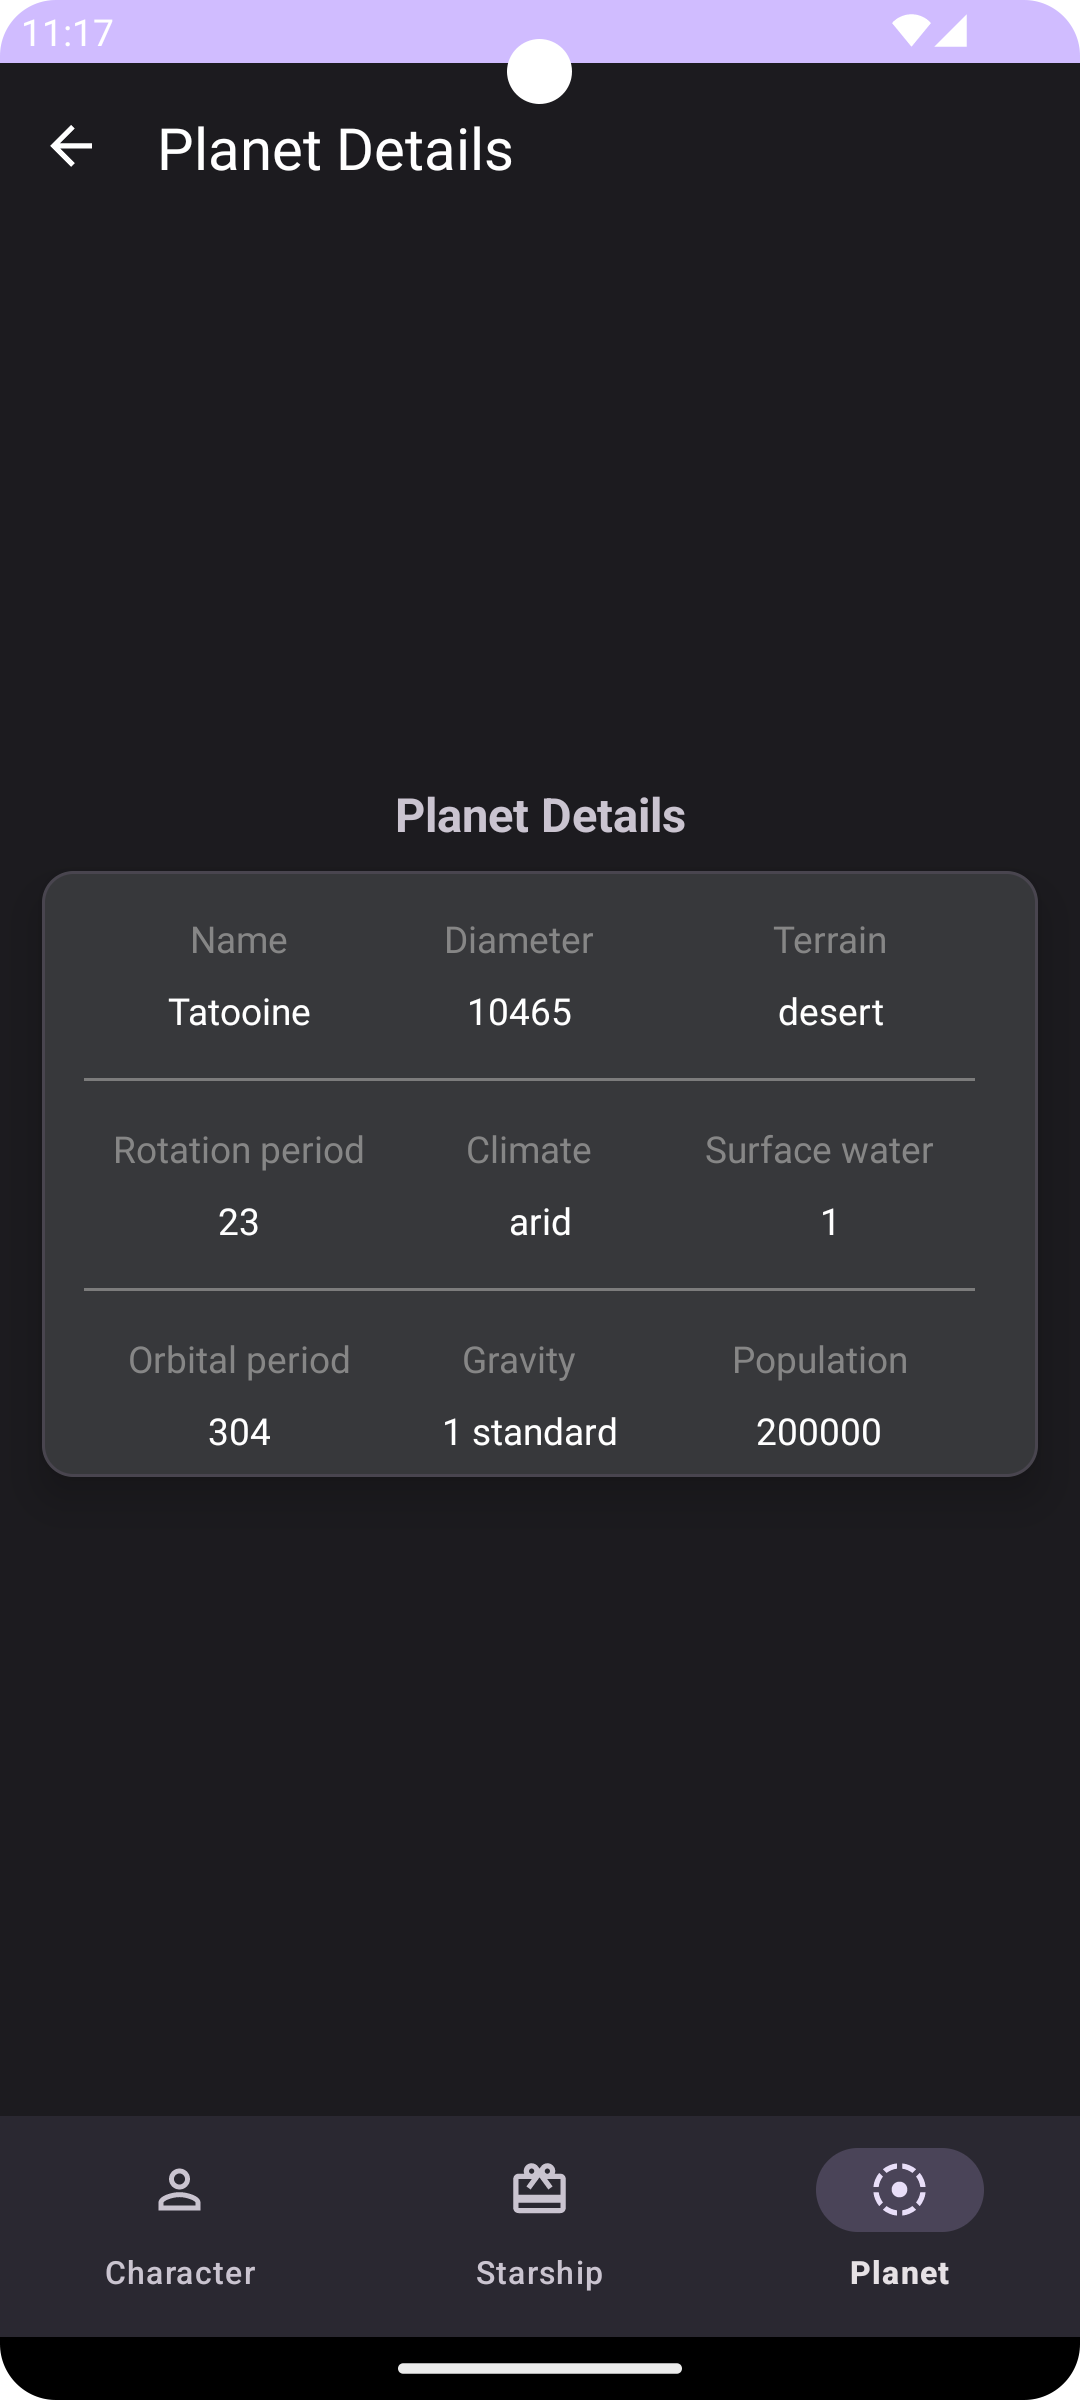 11:17
Planet Details
Planet Details
Name Diameter Terrain
Tatooine 10465 desert
Rotation period Climate Surface water
23 arid 1
Orbital period Gravity Population
304 1 standard 200000
Character Starship Planet